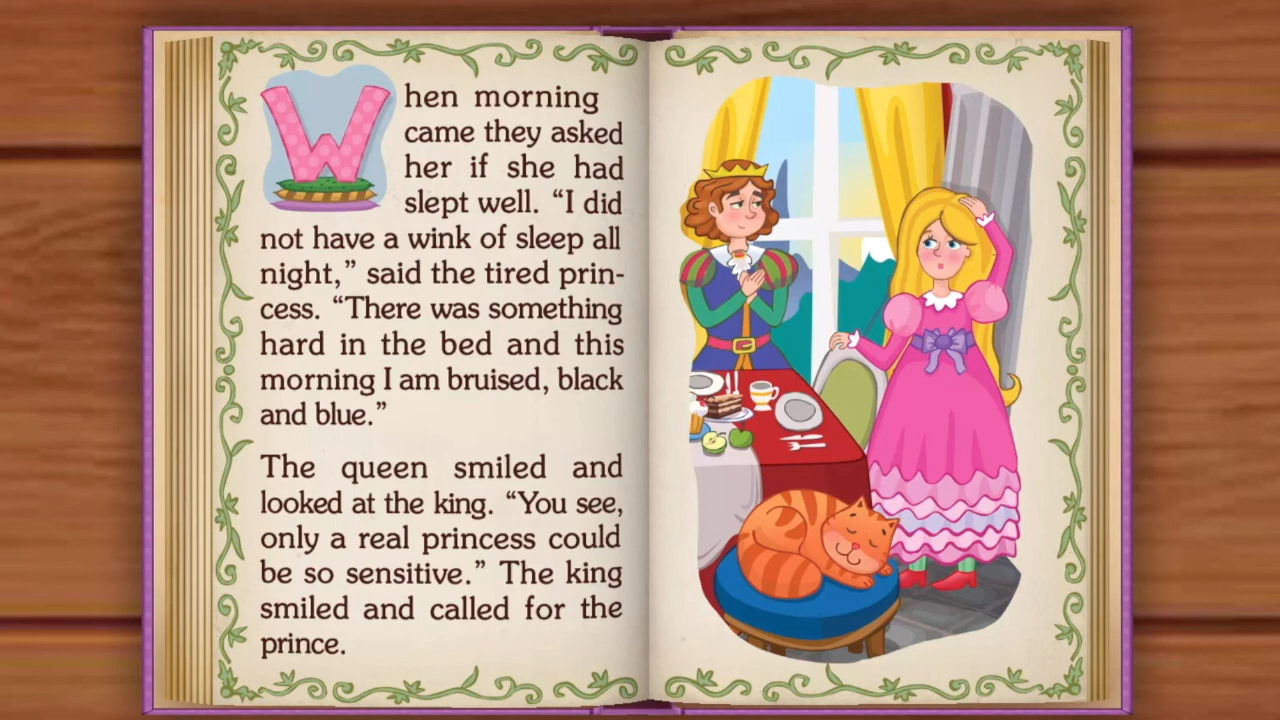 When morning
came they asked
her if she had
slept well. “I did
not have a wink of sleep all
night,” said the tired prin-
cess. “There was something
hard in the bed and this
morning I am bruised, black
and blue.”
The queen smiled and
looked at the king. “You see,
only a real princess could
be so sensitive.” The king
smiled and called for the
prince.